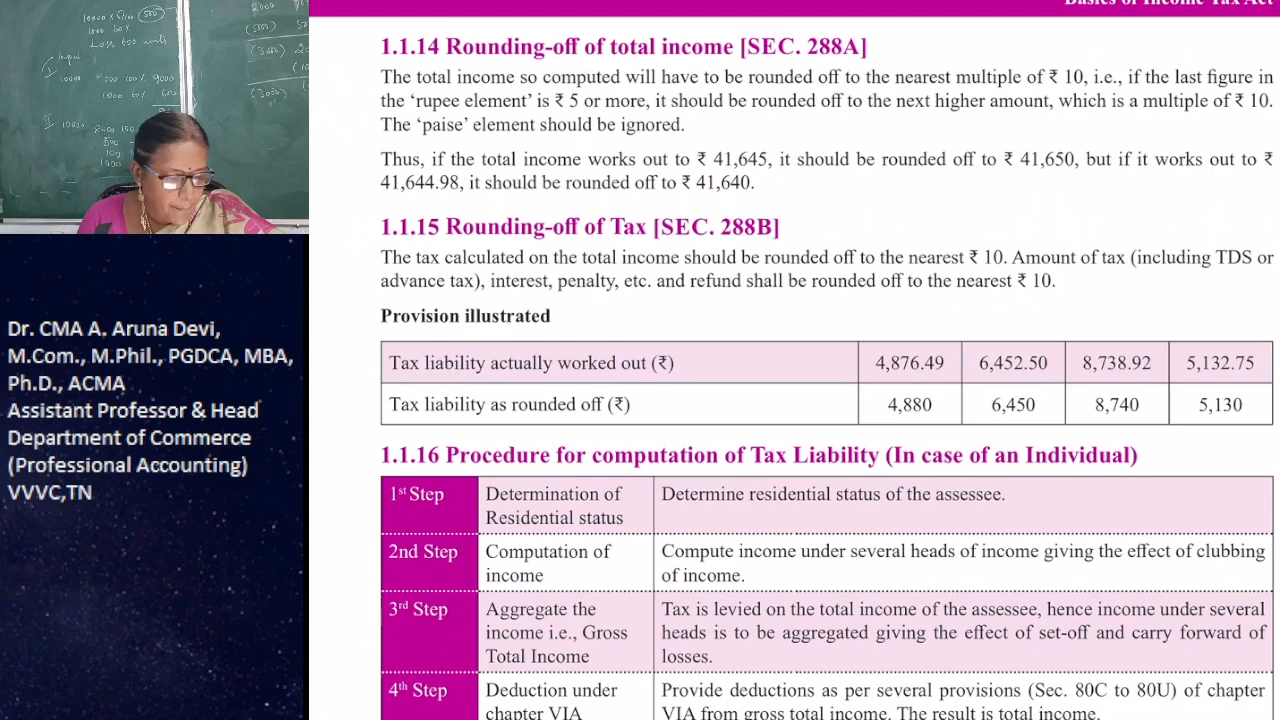 Basics of Income Tax Act
1.1.14 Rounding-off of total income [SEC. 288A]
The total income so computed will have to be rounded off to the nearest multiple of ₹ 10, i.e., if the last figure in
the ‘rupee element’ is ₹ 5 or more, it should be rounded off to the next higher amount, which is a multiple of ₹ 10.
The ‘paise’ element should be ignored.
Thus, if the total income works out to ₹ 41,645, it should be rounded off to ₹ 41,650, but if it works out to ₹
41,644.98, it should be rounded off to ₹ 41,640.
1.1.15 Rounding-off of Tax [SEC. 288B]
The tax calculated on the total income should be rounded off to the nearest ₹ 10. Amount of tax (including TDS or
advance tax), interest, penalty, etc. and refund shall be rounded off to the nearest ₹ 10.
Provision illustrated
Tax liability actually worked out (₹) 4,876.49 6,452.50 8,738.92 5,132.75
Tax liability as rounded off (₹) 4,880 6,450 8,740 5,130
1.1.16 Procedure for computation of Tax Liability (In case of an Individual)
1st Step Determination of Residential status Determine residential status of the assessee.
2nd Step Computation of income Compute income under several heads of income giving the effect of clubbing
of income.
3rd Step Aggregate the income i.e., Gross Total Income Tax is levied on the total income of the assessee, hence income under several
heads is to be aggregated giving the effect of set-off and carry forward of
losses.
4th Step Deduction under chapter VIA Provide deductions as per several provisions (Sec. 80C to 80U) of chapter
VIA from gross total income. The result is total income.
Dr. CMA A. Aruna Devi,
M.Com., M.Phil., PGDCA, MBA,
Ph.D., ACMA
Assistant Professor & Head
Department of Commerce
(Professional Accounting)
VVVC,TN
Loss 600 units